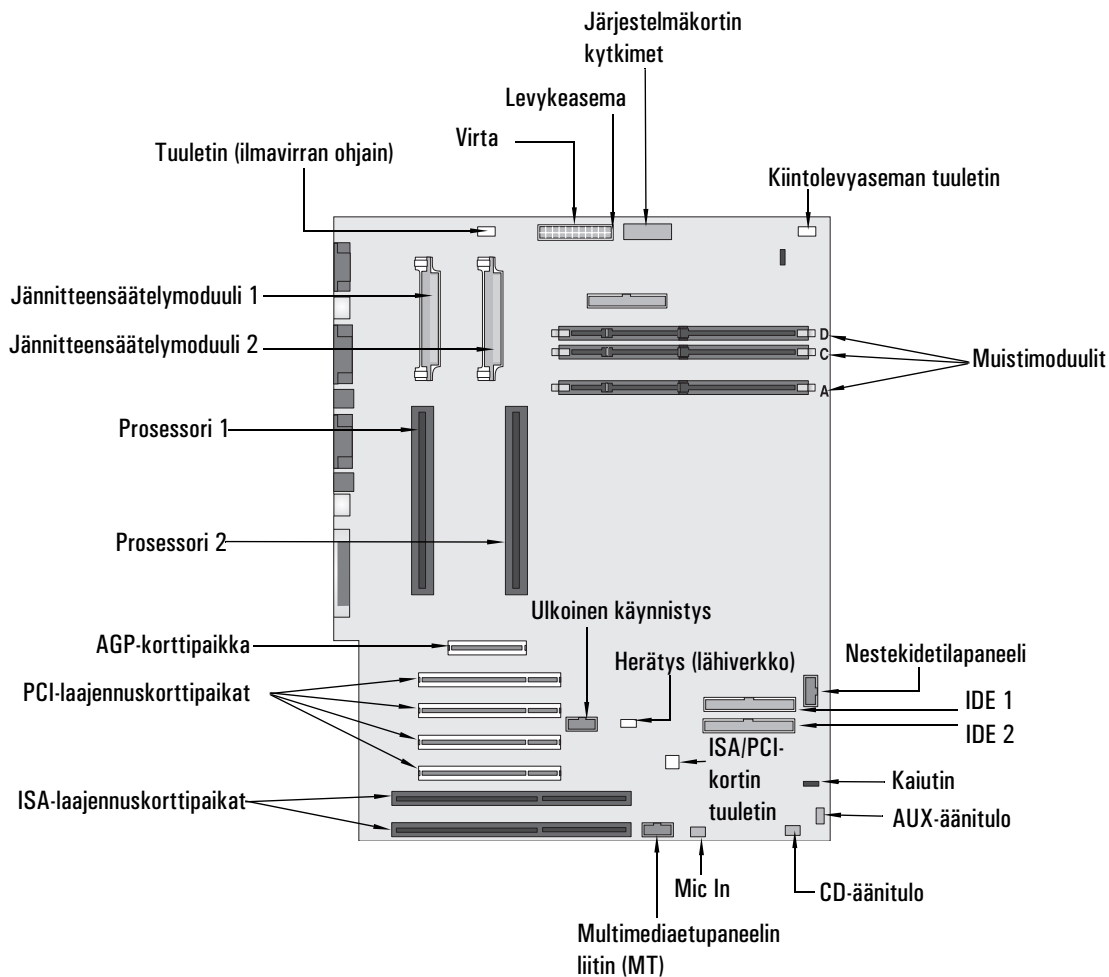 Järjestelmäkortin
kytkimet
Levykeasema
Virta
Tuuletin (ilmavirran ohjain)
Kiintolevyaseman tuuletin
Jännitteensäätelymoduuli 1
Jännitteensäätelymoduuli 2
D
C
A
Muistimoduulit
Prosessori 1
Prosessori 2
Ulkoinen käynnistys
AGP-korttipaikka
Herätys (lähiverkko)
Nestekidetilapaneeli
PCI-laajennuskorttipaikat
IDE 1
IDE 2
ISA/PCI-
kortin
tuuletin
Kaiutin
ISA-laajennuskorttipaikat
AUX-äänitulo
Mic In
CD-äänitulo
Multimediaetupaneelin
liitin (MT)